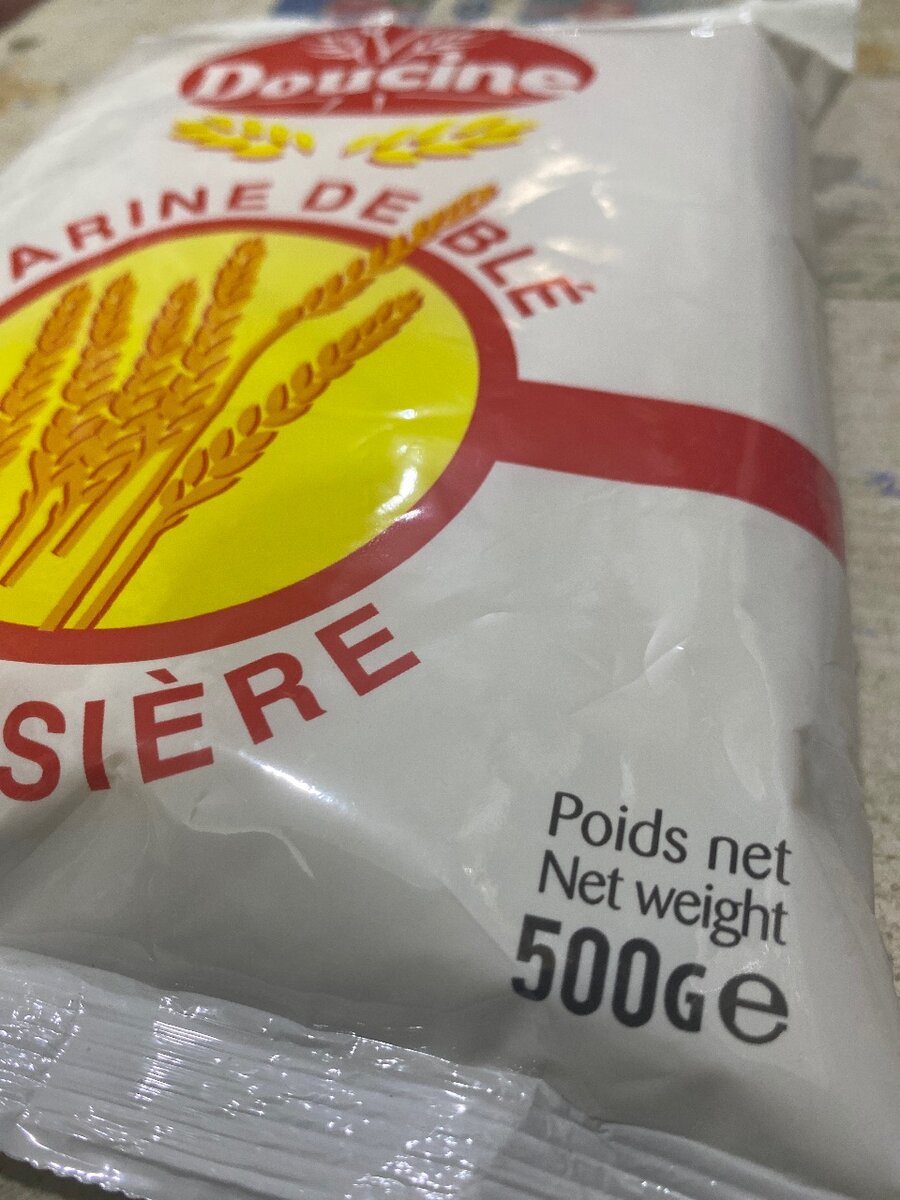 Doucine
ARINE DE BLÉ
SIÈRE
Poids net
Net weight
500G e